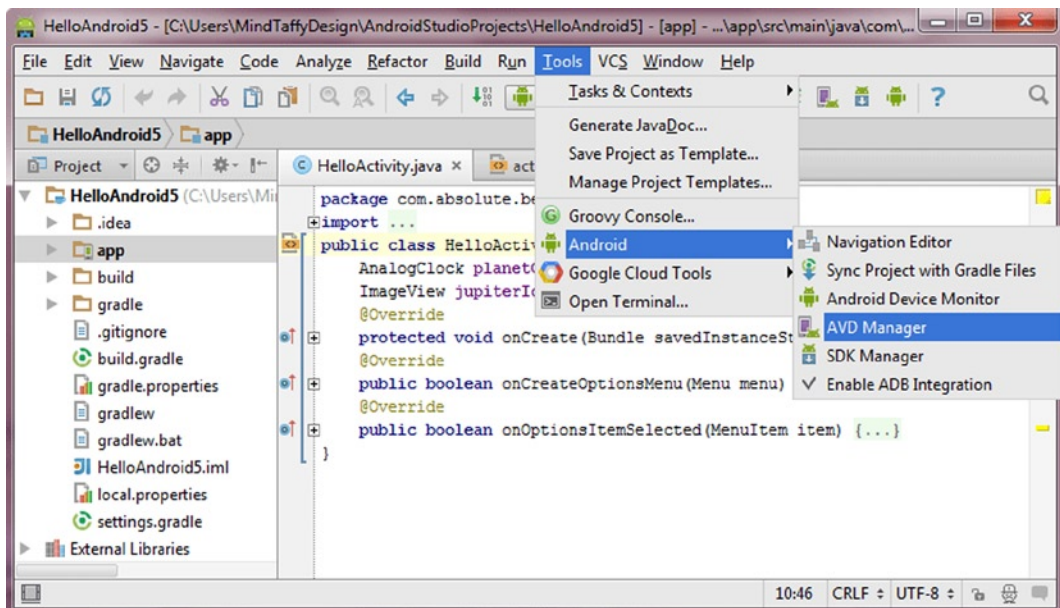 HelloAndroid5 - [C:\Users\MindTaffyDesign\AndroidStudioProjects\HelloAndroid5] - [app] - ...\app\src\main\java\com\...
File Edit View Navigate Code Analyze Refactor Build Run Tools VCS Window Help
HelloAndroid5 app
Project
HelloActivity.java × act
HelloAndroid5 (C:\Users\Mi
.idea
app
build
gradle
.gitignore
build.gradle
gradle.properties
gradlew
gradlew.bat
HelloAndroid5.iml
local.properties
settings.gradle
External Libraries
package com.absolute.be
import ...
public class HelloActiv
AnalogClock planet
ImageView jupiterI
@Override
protected void onCreate(Bundle savedInstanceSt
@Override
public boolean onCreateOptionsMenu(Menu menu)
@Override
public boolean onOptionsItemSelected(MenuItem item) {...}
}
Tasks & Contexts
Generate JavaDoc...
Save Project as Template...
Manage Project Templates...
Groovy Console...
Android
Google Cloud Tools
Open Terminal...
Navigation Editor
Sync Project with Gradle Files
Android Device Monitor
AVD Manager
SDK Manager
Enable ADB Integration
10:46 CRLF UTF-8